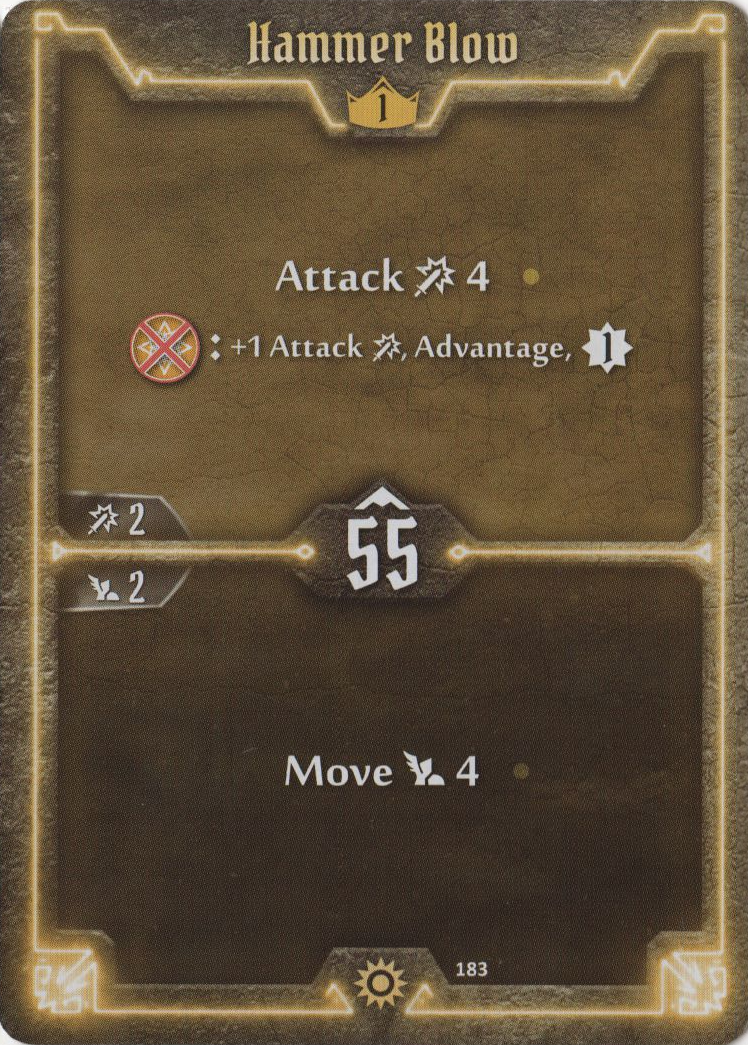 Hammer Blow
1
Attack 4
: +1 Attack , Advantage, 1
2
55
2
Move 4
183